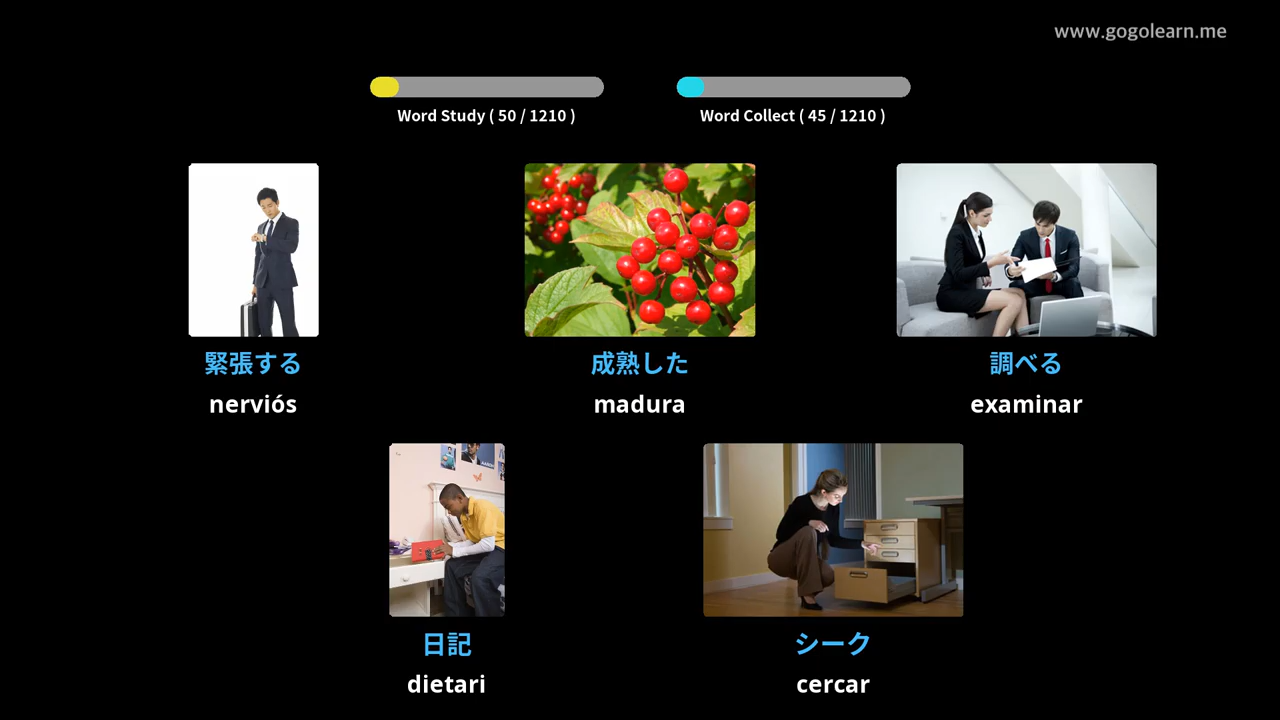 www.gogolearn.me
Word Study ( 50 / 1210 )
Word Collect ( 45 / 1210 )
緊張する
nerviós
成熟した
madura
調べる
examinar
日記
dietari
シーク
cercar